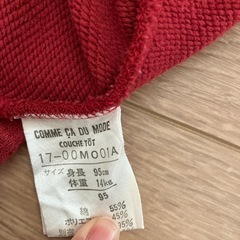 COMME ÇA DU MODE
COUCHE TÔT
17-00M001A
サイズ 身長 95cm
体重 14kg
95
綿 55%
ポリエ 45%
95%